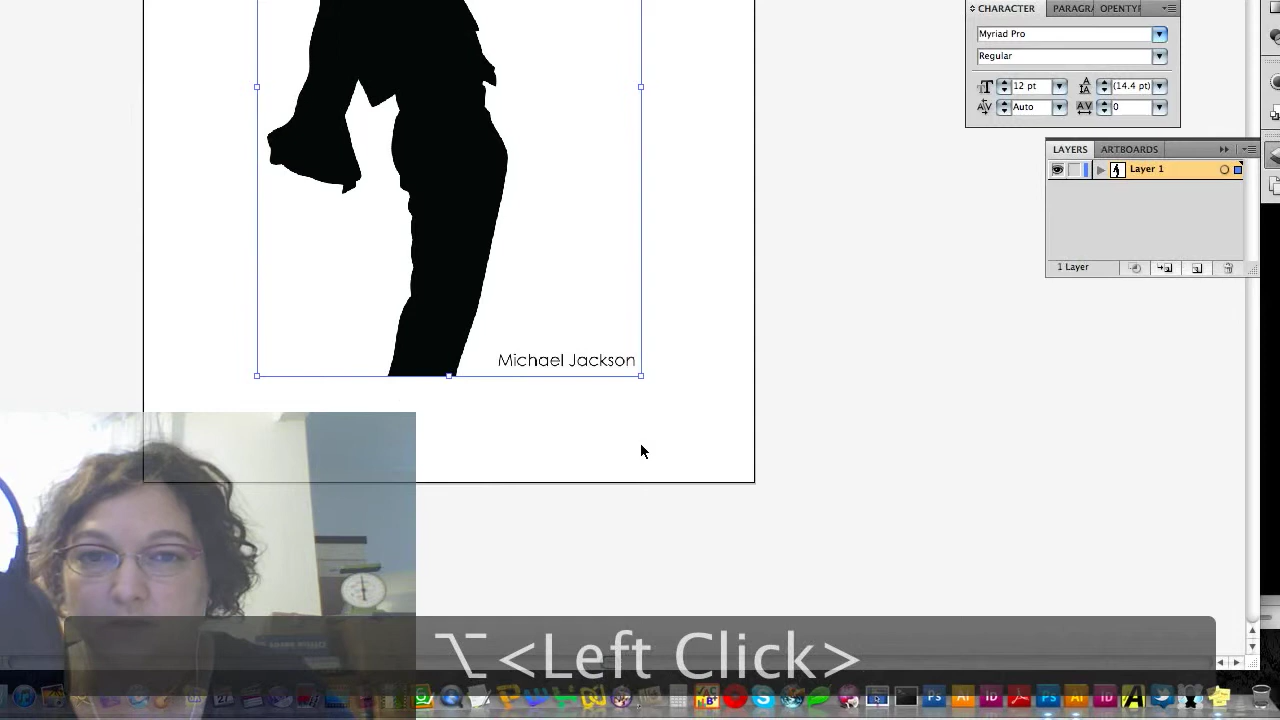 CHARACTER PARAGRA OPENTYP
Myriad Pro
Regular
12 pt (14.4 pt)
Auto 0
LAYERS ARTBOARDS
Layer 1
1 Layer
Michael Jackson
⌥<Left Click>